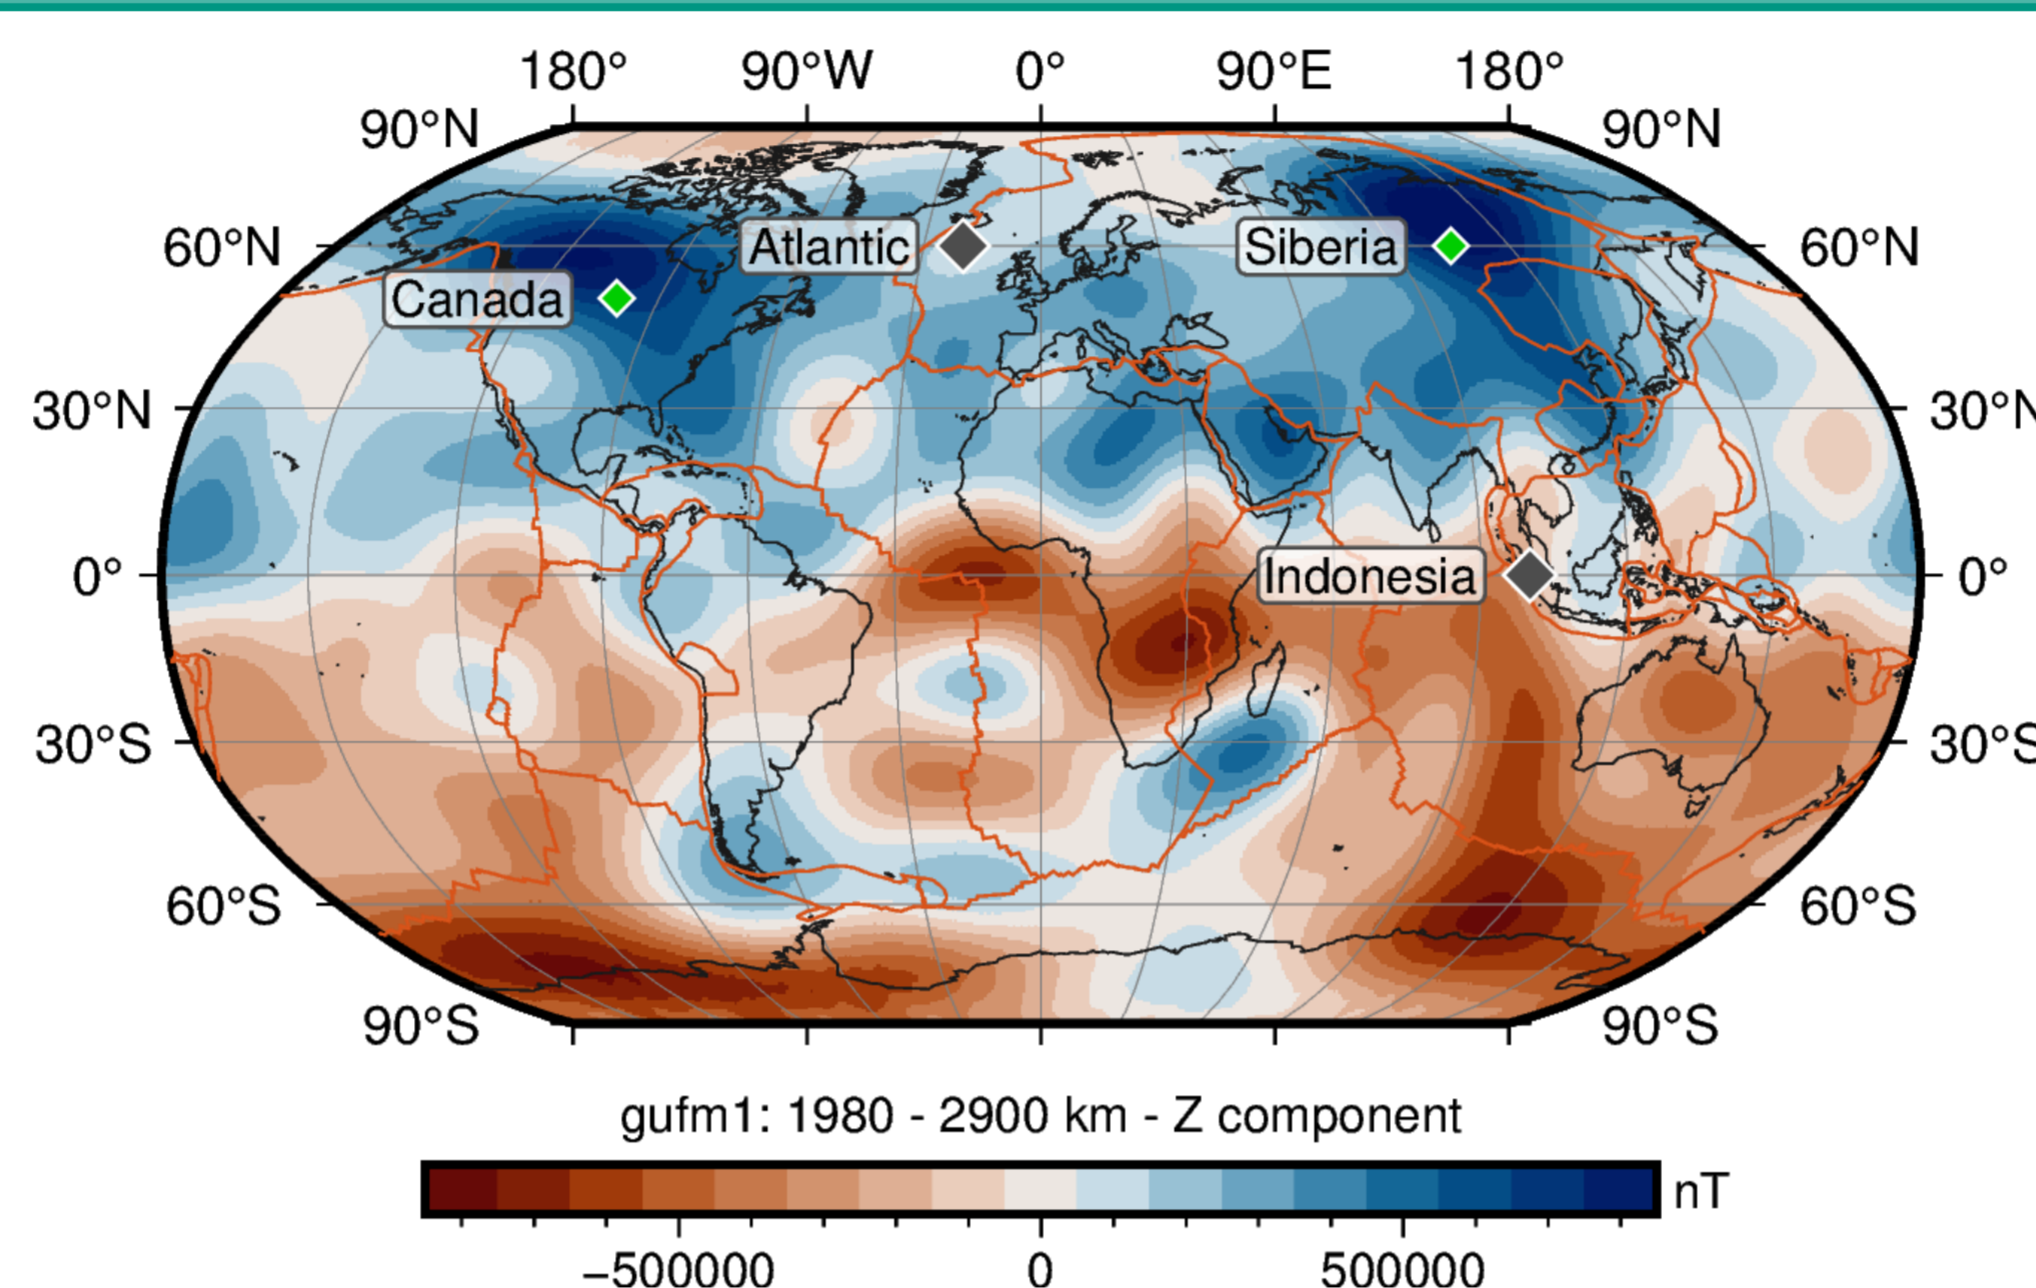 180° 90°W 0° 90°E 180°
90°N 90°N
60°N Atlantic Siberia 60°N
Canada
30°N 30°N
0° Indonesia 0°
30°S 30°S
60°S 60°S
90°S 90°S
gufm1: 1980 - 2900 km - Z component
nT
−500000 0 500000